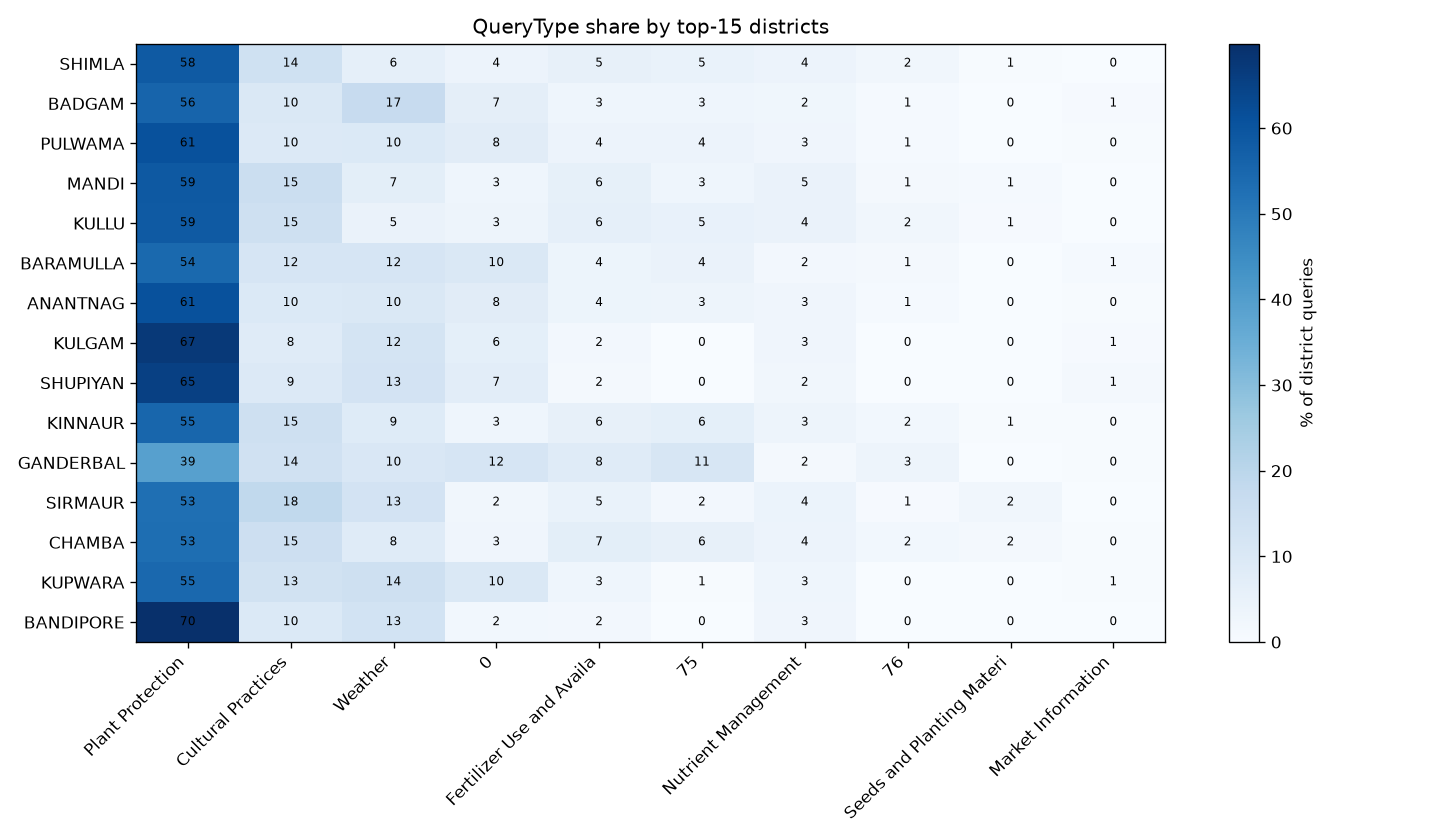 QueryType share by top-15 districts
SHIMLA 58 14 6 4 5 5 4 2 1 0
BADGAM 56 10 17 7 3 3 2 1 0 1
PULWAMA 61 10 10 8 4 4 3 1 0 0
MANDI 59 15 7 3 6 3 5 1 1 0
KULLU 59 15 5 3 6 5 4 2 1 0
BARAMULLA 54 12 12 10 4 4 2 1 0 1
ANANTNAG 61 10 10 8 4 3 3 1 0 0
KULGAM 67 8 12 6 2 0 3 0 0 1
SHUPIYAN 65 9 13 7 2 0 2 0 0 1
KINNAUR 55 15 9 3 6 6 3 2 1 0
GANDERBAL 39 14 10 12 8 11 2 3 0 0
SIRMAUR 53 18 13 2 5 2 4 1 2 0
CHAMBA 53 15 8 3 7 6 4 2 2 0
KUPWARA 55 13 14 10 3 1 3 0 0 1
BANDIPORE 70 10 13 2 2 0 3 0 0 0
Plant Protection
Cultural Practices
Weather
0
Fertilizer Use and Availa
75
Nutrient Management
76
Seeds and Planting Materi
Market Information
60
50
40
30
20
10
0
% of district queries